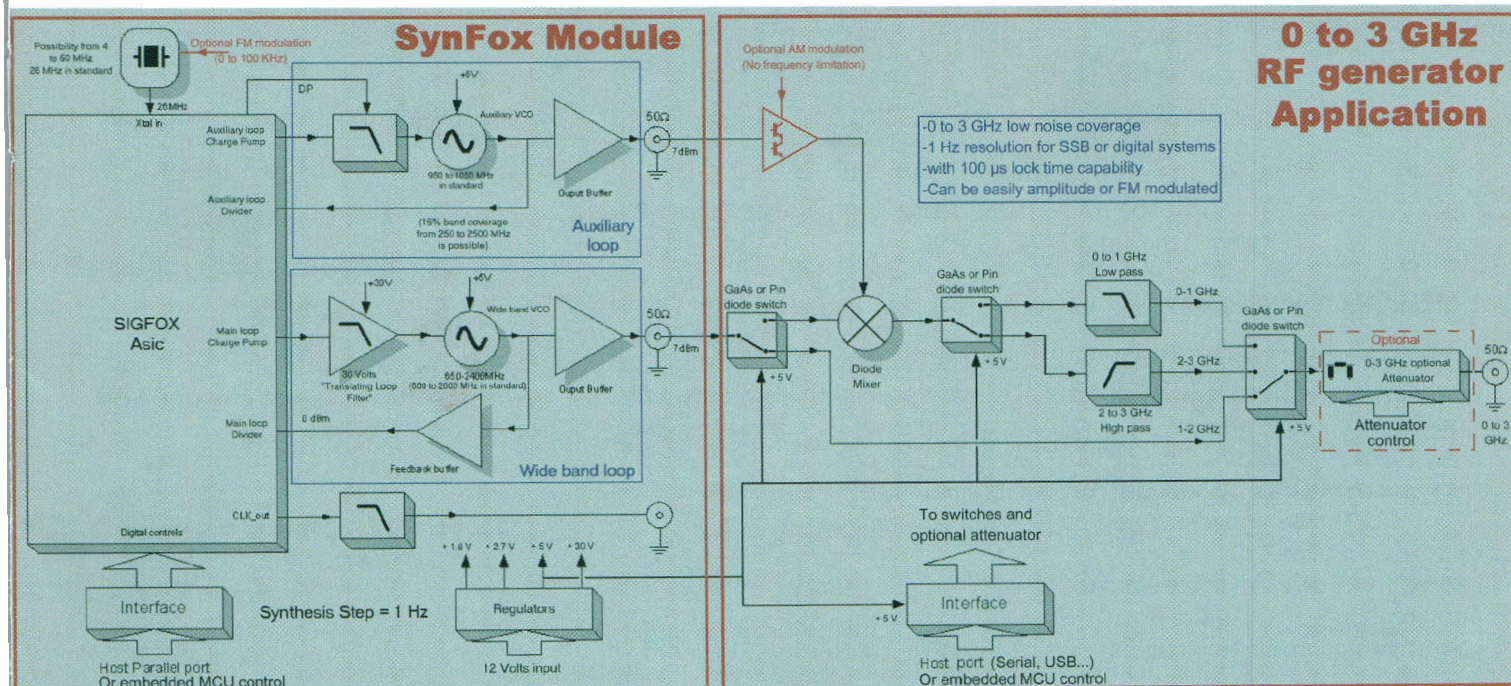 SynFox Module
0 to 3 GHz
RF generator
Application
Possibility from 4
to 50 MHz
26 MHz in standard
Optional FM modulation
(0 to 100 KHz)
26MHz
Xtal in
DP
+5V
Auxiliary loop
Charge Pump
Auxiliary VCO
950 to 1050 MHz
in standard
Ouput Buffer
50Ω
7dBm
Auxiliary loop
Divider
(15% band coverage
from 250 to 2500 MHz
is possible)
Auxiliary
loop
SIGFOX
Asic
+30V
+5V
Wide band VCO
Main loop
Charge Pump
30 Volts
"Translating Loop
Filter"
650-2400MHz
(800 to 2000 MHz in standard)
Ouput Buffer
50Ω
7dBm
Main loop
Divider
0 dBm
Feedback buffer
Wide band loop
CLK_out
Digital controls
Interface
Host Parallel port
Or embedded MCU control
Synthesis Step = 1 Hz
+ 1.8 V
+ 2.7 V
+ 5 V
+ 30 V
Regulators
12 Volts input
Optional AM modulation
(No frequency limitation)
-0 to 3 GHz low noise coverage
-1 Hz resolution for SSB or digital systems
-with 100 µs lock time capability
-Can be easily amplitude or FM modulated
GaAs or Pin
diode switch
+ 5 V
Diode
Mixer
GaAs or Pin
diode switch
+ 5 V
0 to 1 GHz
Low pass
0-1 GHz
2-3 GHz
2 to 3 GHz
High pass
1-2 GHz
GaAs or Pin
diode switch
+ 5 V
Optional
0-3 GHz optional
Attenuator
Attenuator
control
50Ω
0 to 3
GHz
To switches and
optional attenuator
+ 5 V
Interface
Host port (Serial, USB...)
Or embedded MCU control